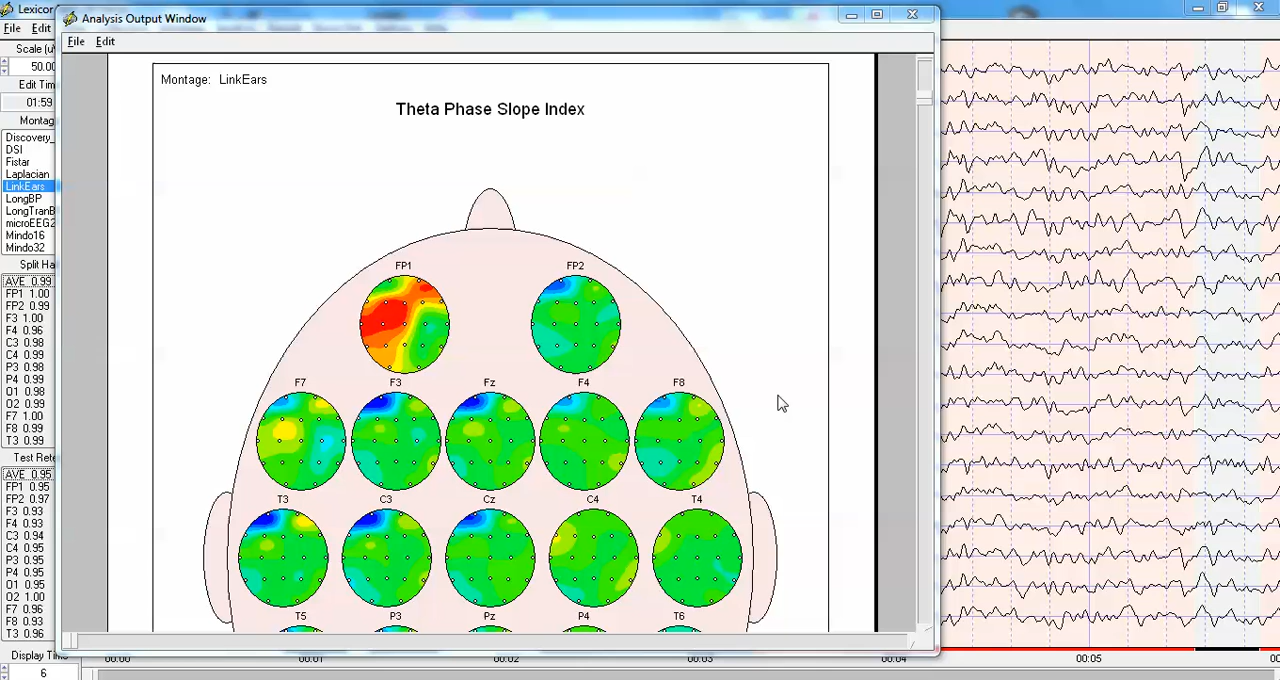 Lexicor
Analysis Output Window
File Edit
File Edit
Montage: LinkEars
Theta Phase Slope Index
FP1 FP2
F7 F3 Fz F4 F8
T3 C3 Cz C4 T4
T5 P3 Pz P4 T6
Scale (u
50.00
Edit Tim
01:59
Montag
Discovery_
DSI
Fistar
Laplacian
LinkEars
LongBP
LongTranB
microEEG2
Mindo16
Mindo32
Split Ha
AVE 0.99
FP1 1.00
FP2 0.99
F3 1.00
F4 0.96
C3 0.98
C4 0.99
P3 0.98
P4 0.99
O1 0.98
O2 0.99
F7 1.00
F8 0.99
T3 0.99
Test Rete
AVE 0.95
FP1 0.95
FP2 0.97
F3 0.93
F4 0.93
C3 0.94
C4 0.95
P3 0.95
P4 0.95
O1 0.95
O2 1.00
F7 0.96
F8 0.93
T3 0.96
Display Time
6
00:00 00:01 00:02 00:03 00:04 00:05 00